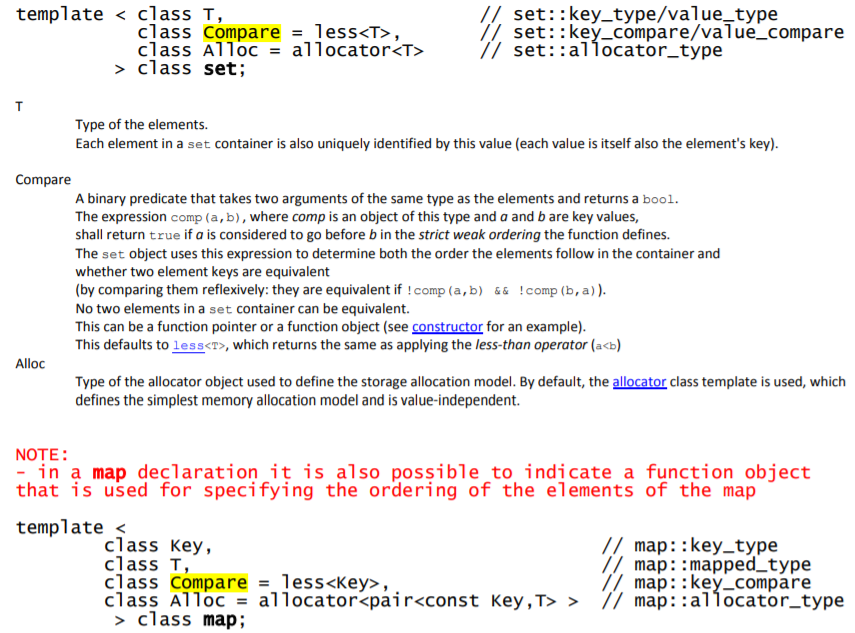 template < class T,                        // set::key_type/value_type
           class Compare = less<T>,        // set::key_compare/value_compare
           class Alloc = allocator<T>      // set::allocator_type
         > class set;
T
Type of the elements.
Each element in a set container is also uniquely identified by this value (each value is itself also the element's key).
Compare
A binary predicate that takes two arguments of the same type as the elements and returns a bool.
The expression comp(a,b), where comp is an object of this type and a and b are key values,
shall return true if a is considered to go before b in the strict weak ordering the function defines.
The set object uses this expression to determine both the order the elements follow in the container and
whether two element keys are equivalent
(by comparing them reflexively: they are equivalent if !comp(a,b) && !comp(b,a)).
No two elements in a set container can be equivalent.
This can be a function pointer or a function object (see constructor for an example).
This defaults to less<T>, which returns the same as applying the less-than operator (a<b)
Alloc
Type of the allocator object used to define the storage allocation model. By default, the allocator class template is used, which
defines the simplest memory allocation model and is value-independent.
NOTE:
- in a map declaration it is also possible to indicate a function object
that is used for specifying the ordering of the elements of the map
template <
         class Key,                                       // map::key_type
         class T,                                         // map::mapped_type
         class Compare = less<Key>,                       // map::key_compare
         class Alloc = allocator<pair<const Key,T> >      // map::allocator_type
          > class map;